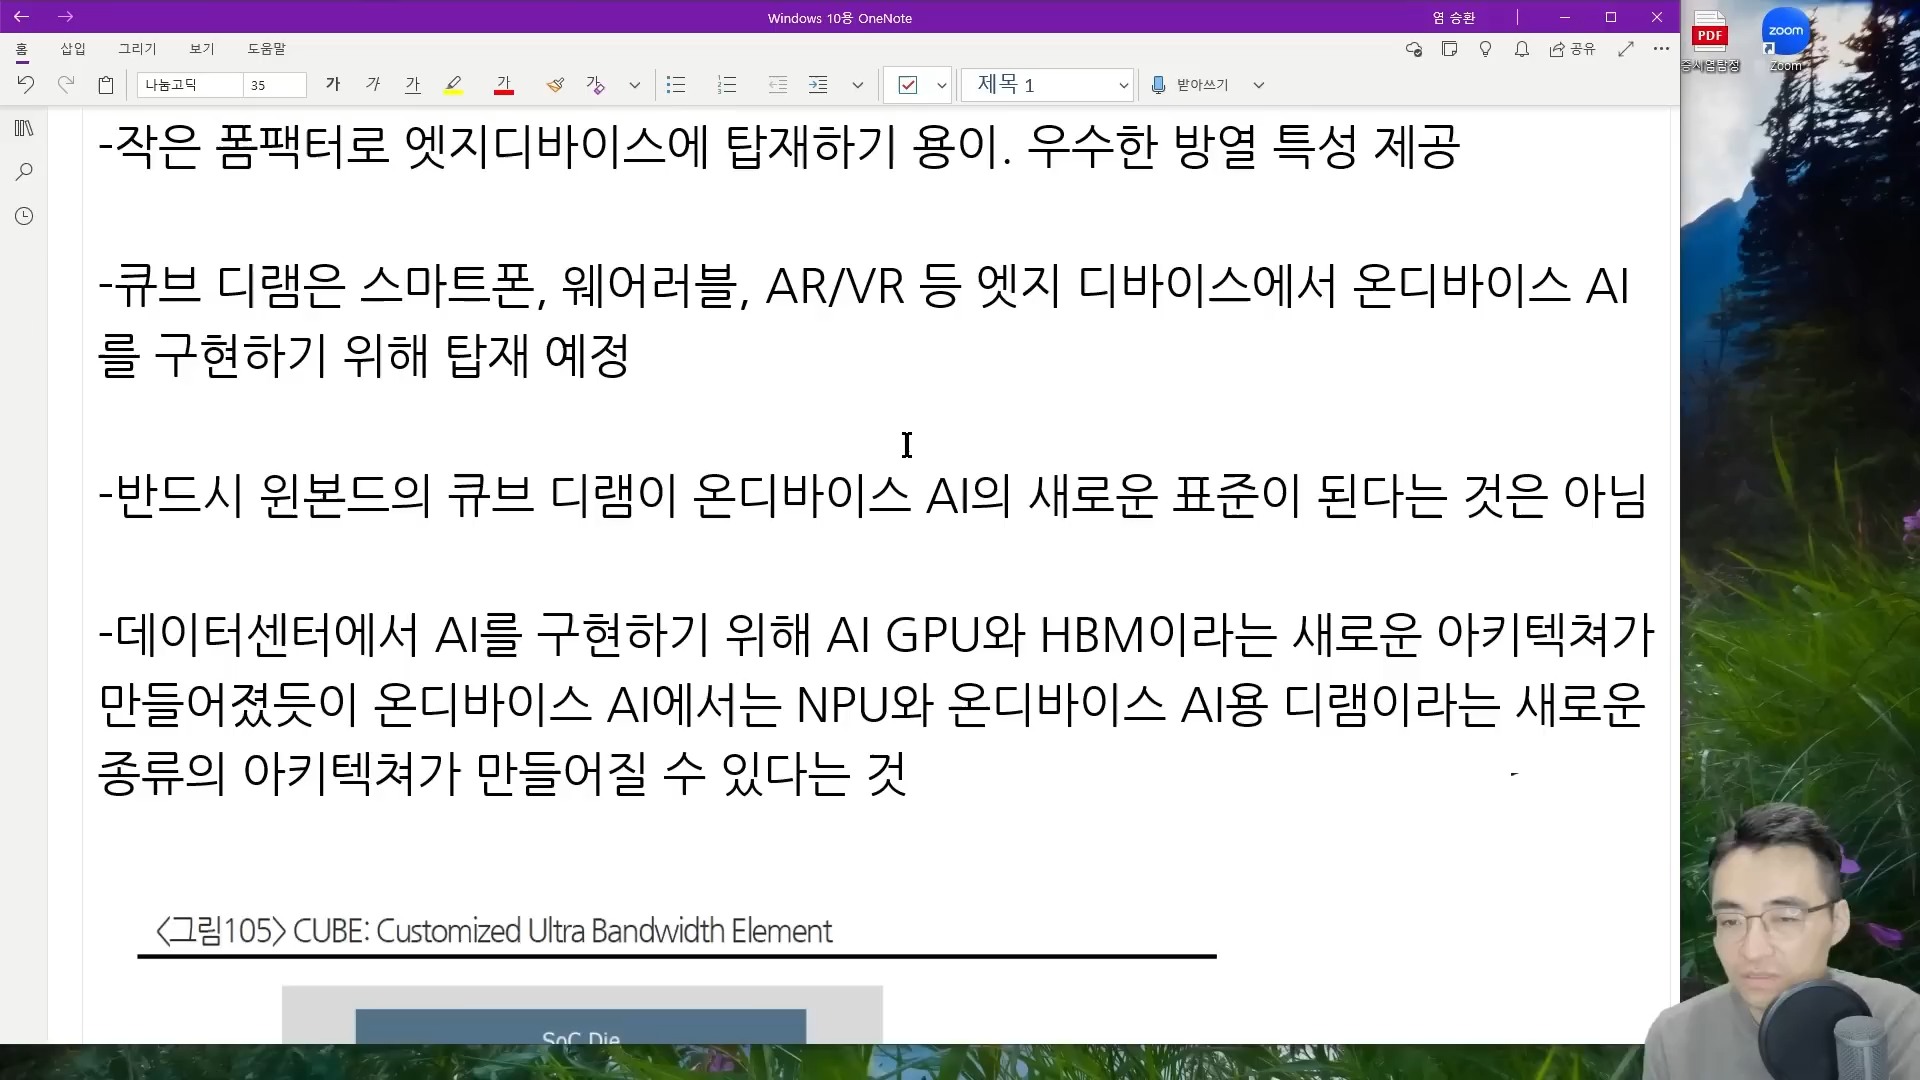 Windows 10용 OneNote
염 승환
홈 삽입 그리기 보기 도움말
공유
나눔고딕 35 가 가 가 가 제목 1 받아쓰기
-작은 폼팩터로 엣지디바이스에 탑재하기 용이. 우수한 방열 특성 제공
-큐브 디램은 스마트폰, 웨어러블, AR/VR 등 엣지 디바이스에서 온디바이스 AI
를 구현하기 위해 탑재 예정
-반드시 윈본드의 큐브 디램이 온디바이스 AI의 새로운 표준이 된다는 것은 아님
-데이터센터에서 AI를 구현하기 위해 AI GPU와 HBM이라는 새로운 아키텍쳐가
만들어졌듯이 온디바이스 AI에서는 NPU와 온디바이스 AI용 디램이라는 새로운
종류의 아키텍쳐가 만들어질 수 있다는 것
<그림105> CUBE: Customized Ultra Bandwidth Element
SoC Die
PDF
zoom
Zoom